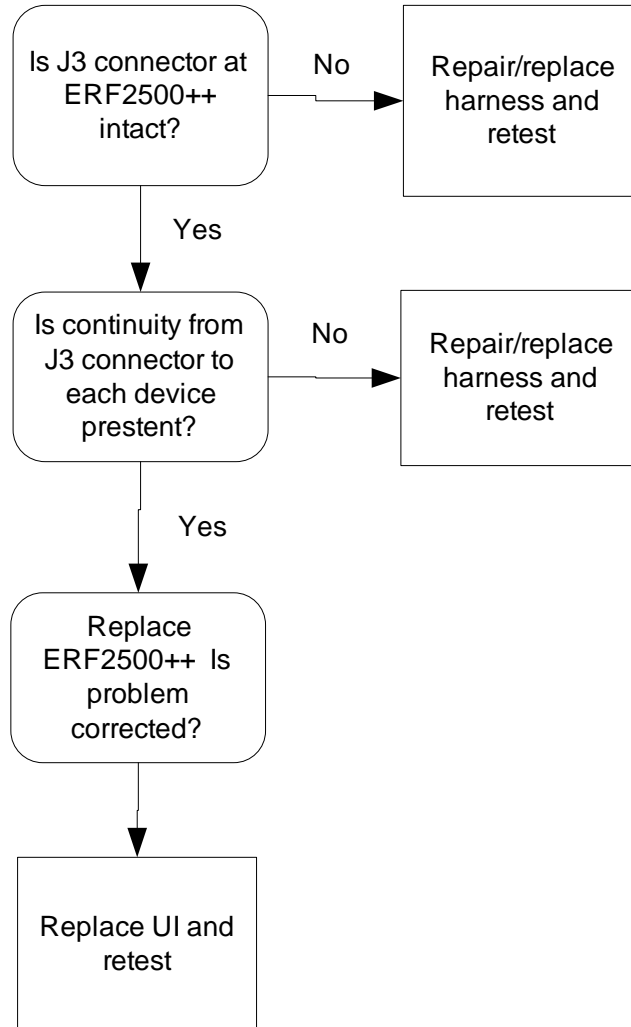 Is J3 connector at
ERF2500++
intact?
No
Repair/replace
harness and
retest
Yes
Is continuity from
J3 connector to
each device
prestent?
No
Repair/replace
harness and
retest
Yes
Replace
ERF2500++ Is
problem
corrected?
Replace UI and
retest